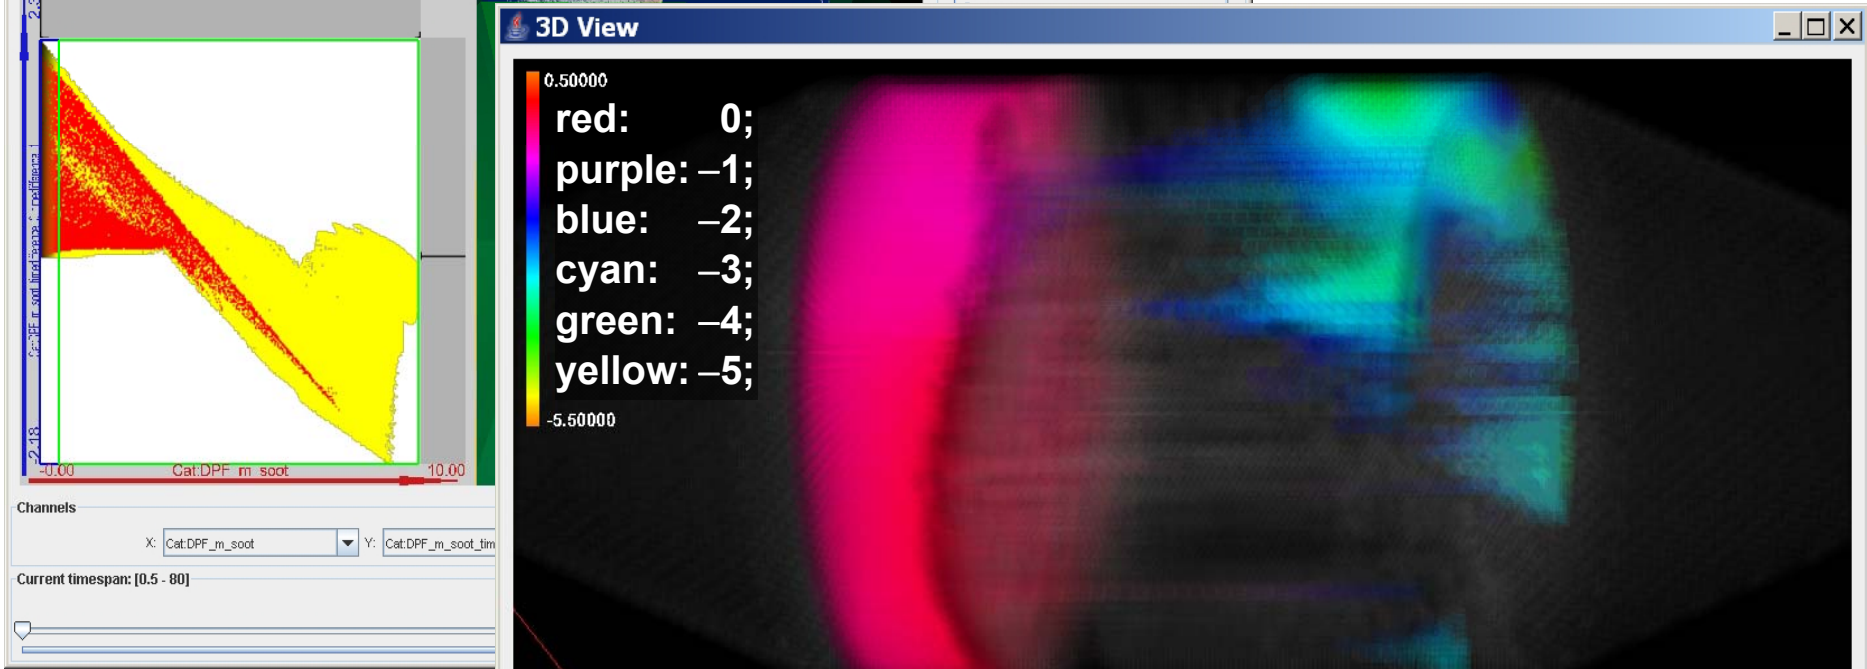 3D View
0.50000
red: 0;
purple: –1;
blue: –2;
cyan: –3;
green: –4;
yellow: –5;
-5.50000
-2.18
-0.00 Cat:DPF_m_soot 10.00
Channels
X: Cat:DPF_m_soot Y: Cat:DPF_m_soot_tim
Current timespan: [0.5 - 80]